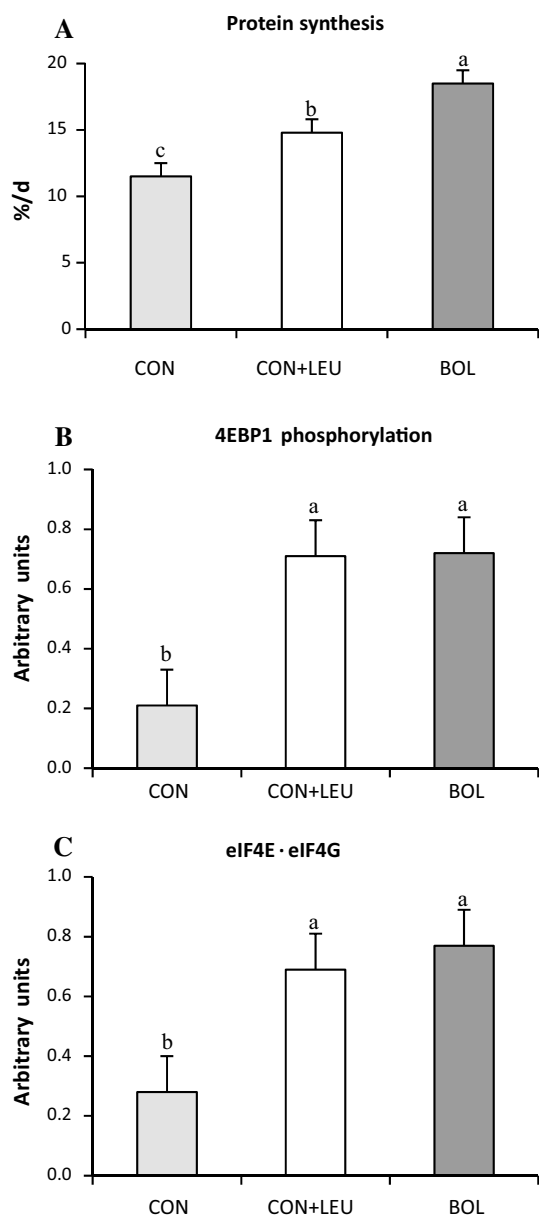 A
Protein synthesis
%/d
20
15
10
5
0
c
b
a
CON
CON+LEU
BOL
B
4EBP1 phosphorylation
Arbitrary units
1.0
0.8
0.6
0.4
0.2
0.0
b
a
a
CON
CON+LEU
BOL
C
eIF4E · eIF4G
Arbitrary units
1.0
0.8
0.6
0.4
0.2
0.0
b
a
a
CON
CON+LEU
BOL